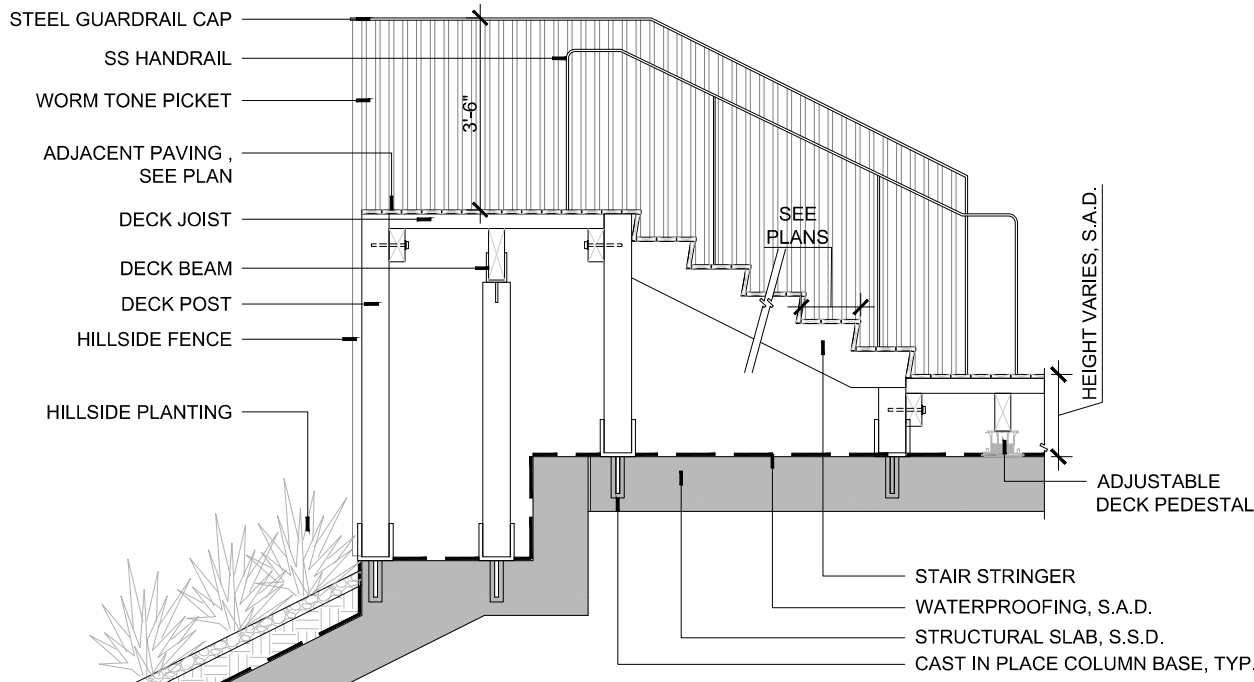 STEEL GUARDRAIL CAP
SS HANDRAIL
WORM TONE PICKET
ADJACENT PAVING ,
SEE PLAN
DECK JOIST
DECK BEAM
DECK POST
HILLSIDE FENCE
HILLSIDE PLANTING
3'-6"
SEE
PLANS
HEIGHT VARIES, S.A.D.
ADJUSTABLE
DECK PEDESTAL
STAIR STRINGER
WATERPROOFING, S.A.D.
STRUCTURAL SLAB, S.S.D.
CAST IN PLACE COLUMN BASE, TYP.